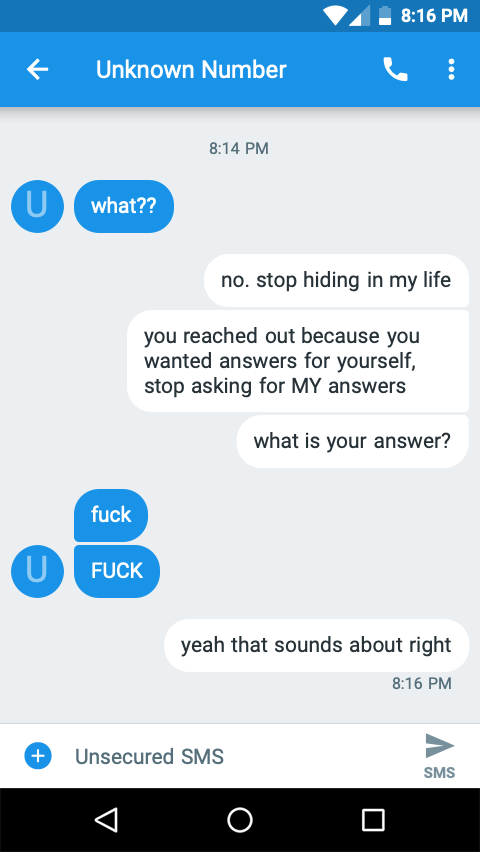 8:16 PM
Unknown Number
8:14 PM
U
what??
no. stop hiding in my life
you reached out because you
wanted answers for yourself,
stop asking for MY answers
what is your answer?
fuck
U
FUCK
yeah that sounds about right
8:16 PM
Unsecured SMS
SMS